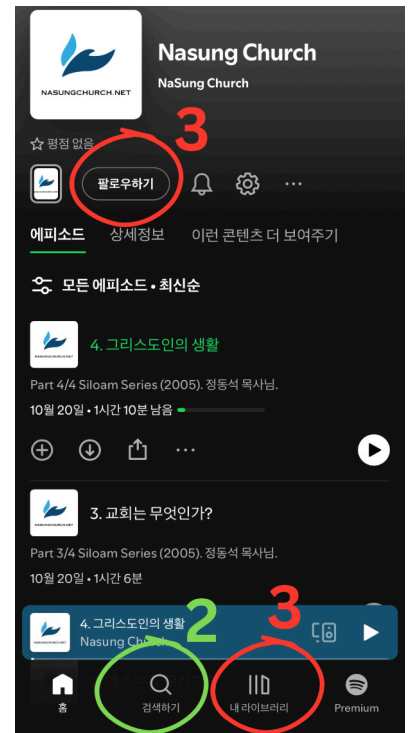 NASUNGCHURCH.NET
Nasung Church
NaSung Church
3
☆ 평점 없음
팔로우하기
에피소드 상세정보 이런 콘텐츠 더 보여주기
모든 에피소드 • 최신순
4. 그리스도인의 생활
Part 4/4 Siloam Series (2005). 정동석 목사님.
10월 20일 • 1시간 10분 남음
3. 교회는 무엇인가?
Part 3/4 Siloam Series (2005). 정동석 목사님.
10월 20일 • 1시간 6분
4. 그리스도인의 생활
Nasung Church
2
3
홈 검색하기 내 라이브러리 Premium